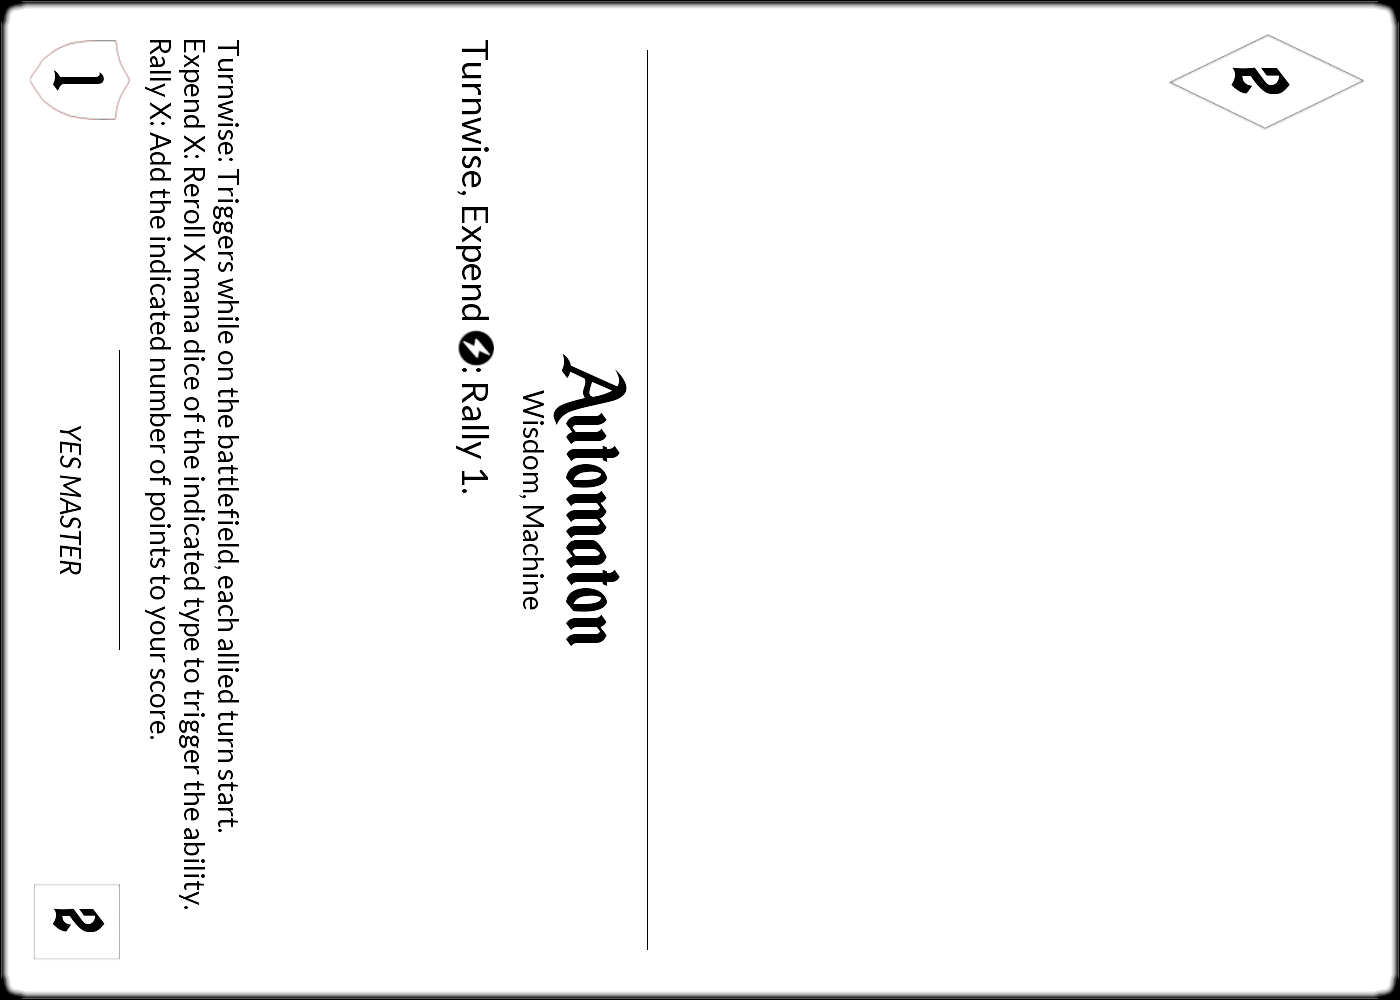 2
Automaton
Wisdom, Machine
Turnwise, Expend : Rally 1.
Turnwise: Triggers while on the battlefield, each allied turn start.
Expend X: Reroll X mana dice of the indicated type to trigger the ability.
Rally X: Add the indicated number of points to your score.
1
YES MASTER
2